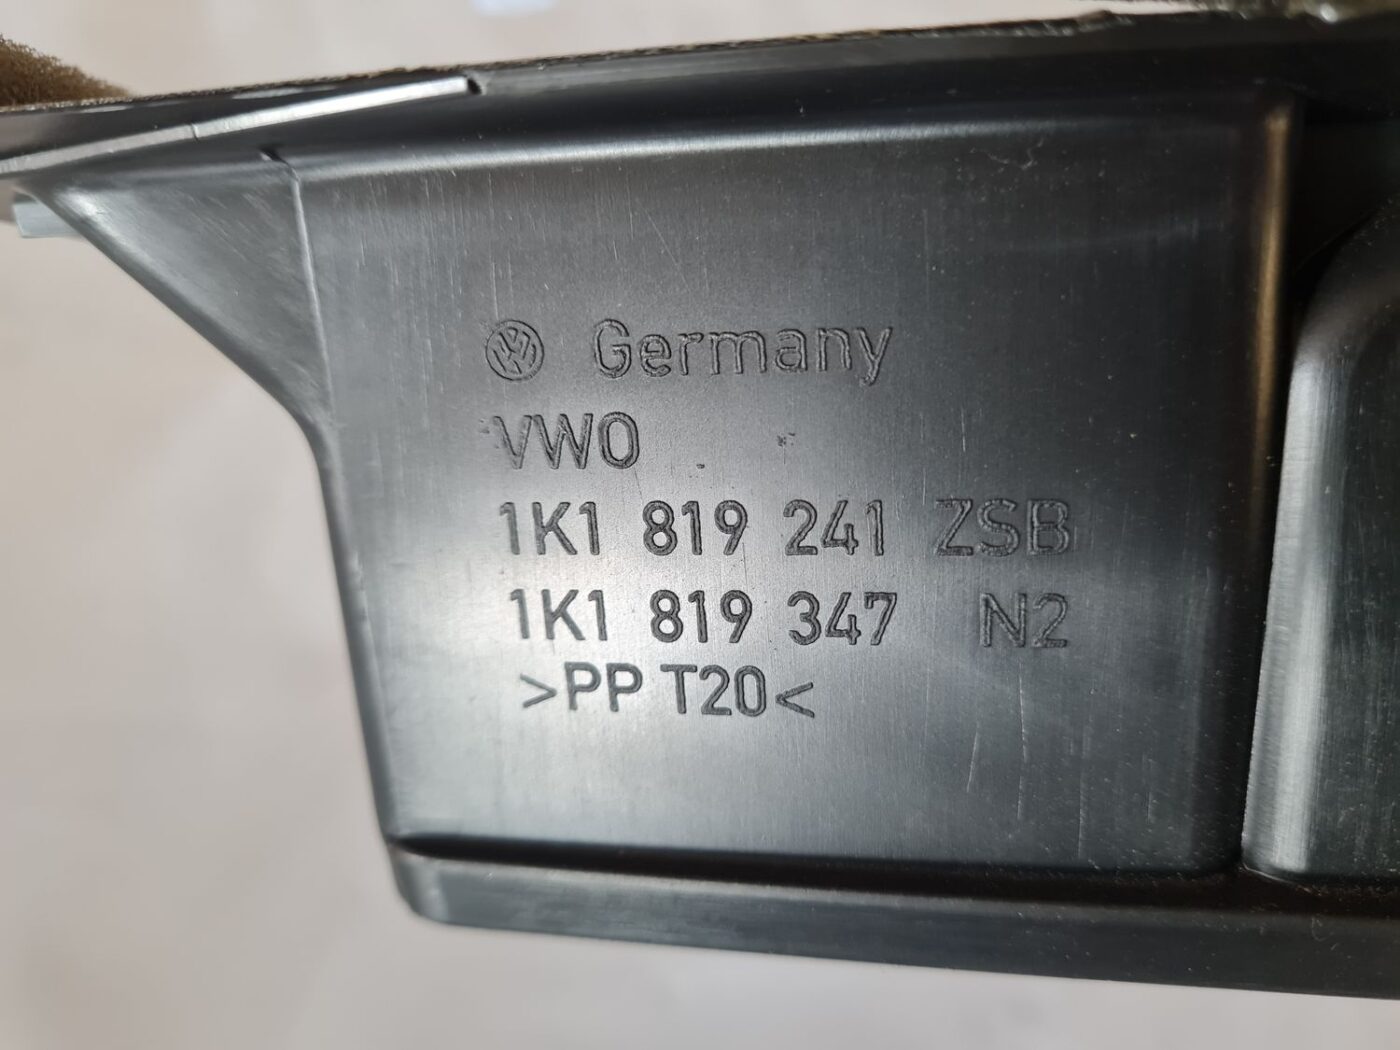 Germany
VWO
1K1 819 241 ZSB
1K1 819 347 N2
>PP T20<